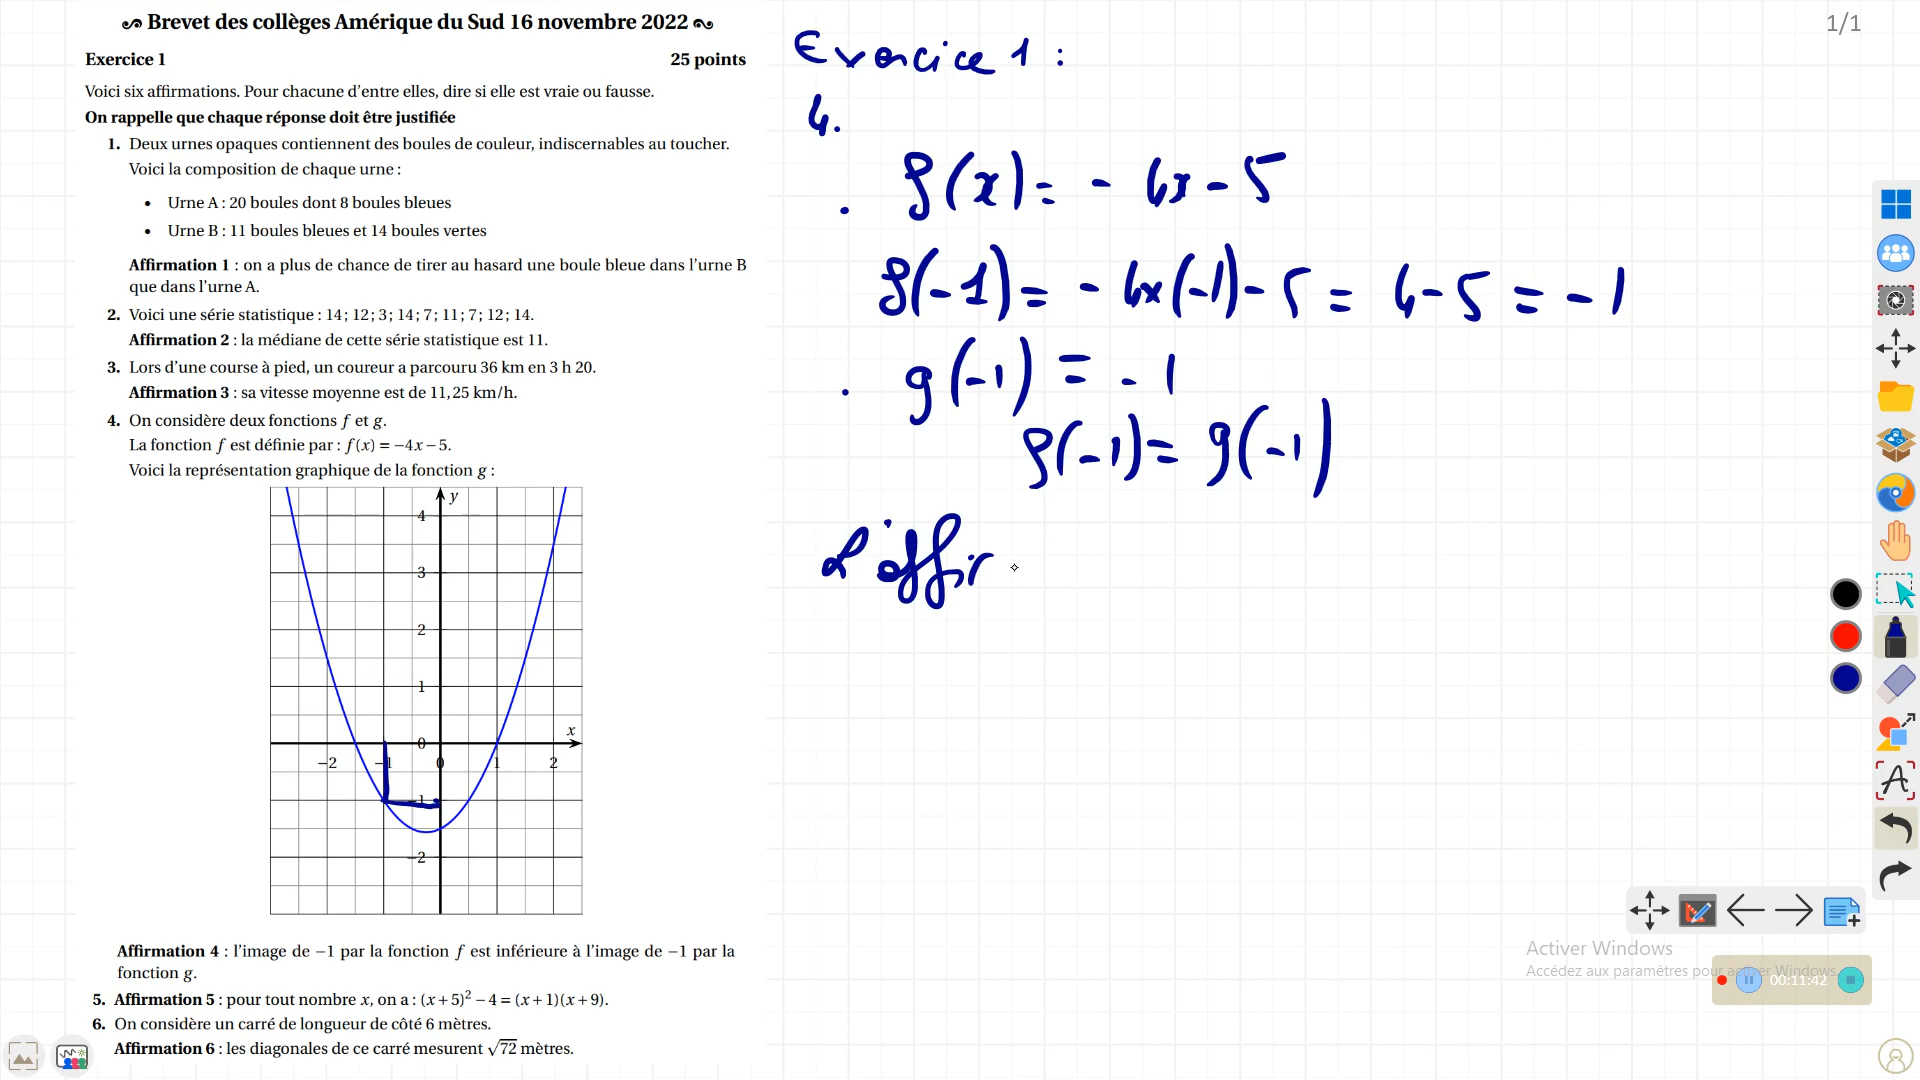 Brevet des collèges Amérique du Sud 16 novembre 2022
Exercice 1 25 points
Voici six affirmations. Pour chacune d'entre elles, dire si elle est vraie ou fausse.
On rappelle que chaque réponse doit être justifiée
1. Deux urnes opaques contiennent des boules de couleur, indiscernables au toucher.
Voici la composition de chaque urne :
• Urne A : 20 boules dont 8 boules bleues
• Urne B : 11 boules bleues et 14 boules vertes
Affirmation 1 : on a plus de chance de tirer au hasard une boule bleue dans l'urne B
que dans l'urne A.
2. Voici une série statistique : 14 ; 12 ; 3 ; 14 ; 7 ; 11 ; 7 ; 12 ; 14.
Affirmation 2 : la médiane de cette série statistique est 11.
3. Lors d'une course à pied, un coureur a parcouru 36 km en 3 h 20.
Affirmation 3 : sa vitesse moyenne est de 11,25 km/h.
4. On considère deux fonctions f et g.
La fonction f est définie par : f(x) = −4x − 5.
Voici la représentation graphique de la fonction g :
y
4
3
2
1
0
x
−2 −1 0 1 2
−1
−2
Affirmation 4 : l'image de −1 par la fonction f est inférieure à l'image de −1 par la
fonction g.
5. Affirmation 5 : pour tout nombre x, on a : (x + 5)² − 4 = (x + 1)(x + 9).
6. On considère un carré de longueur de côté 6 mètres.
Affirmation 6 : les diagonales de ce carré mesurent √72 mètres.
Exercice 1 :
4.
. f(x) = - 4x - 5
f(-1) = - 4x(-1) - 5 = 4 - 5 = -1
. g(-1) = -1
f(-1) = g(-1)
L'affir
1/1
Activer Windows
Accédez aux paramètres pour activer Windows.
00:11:42